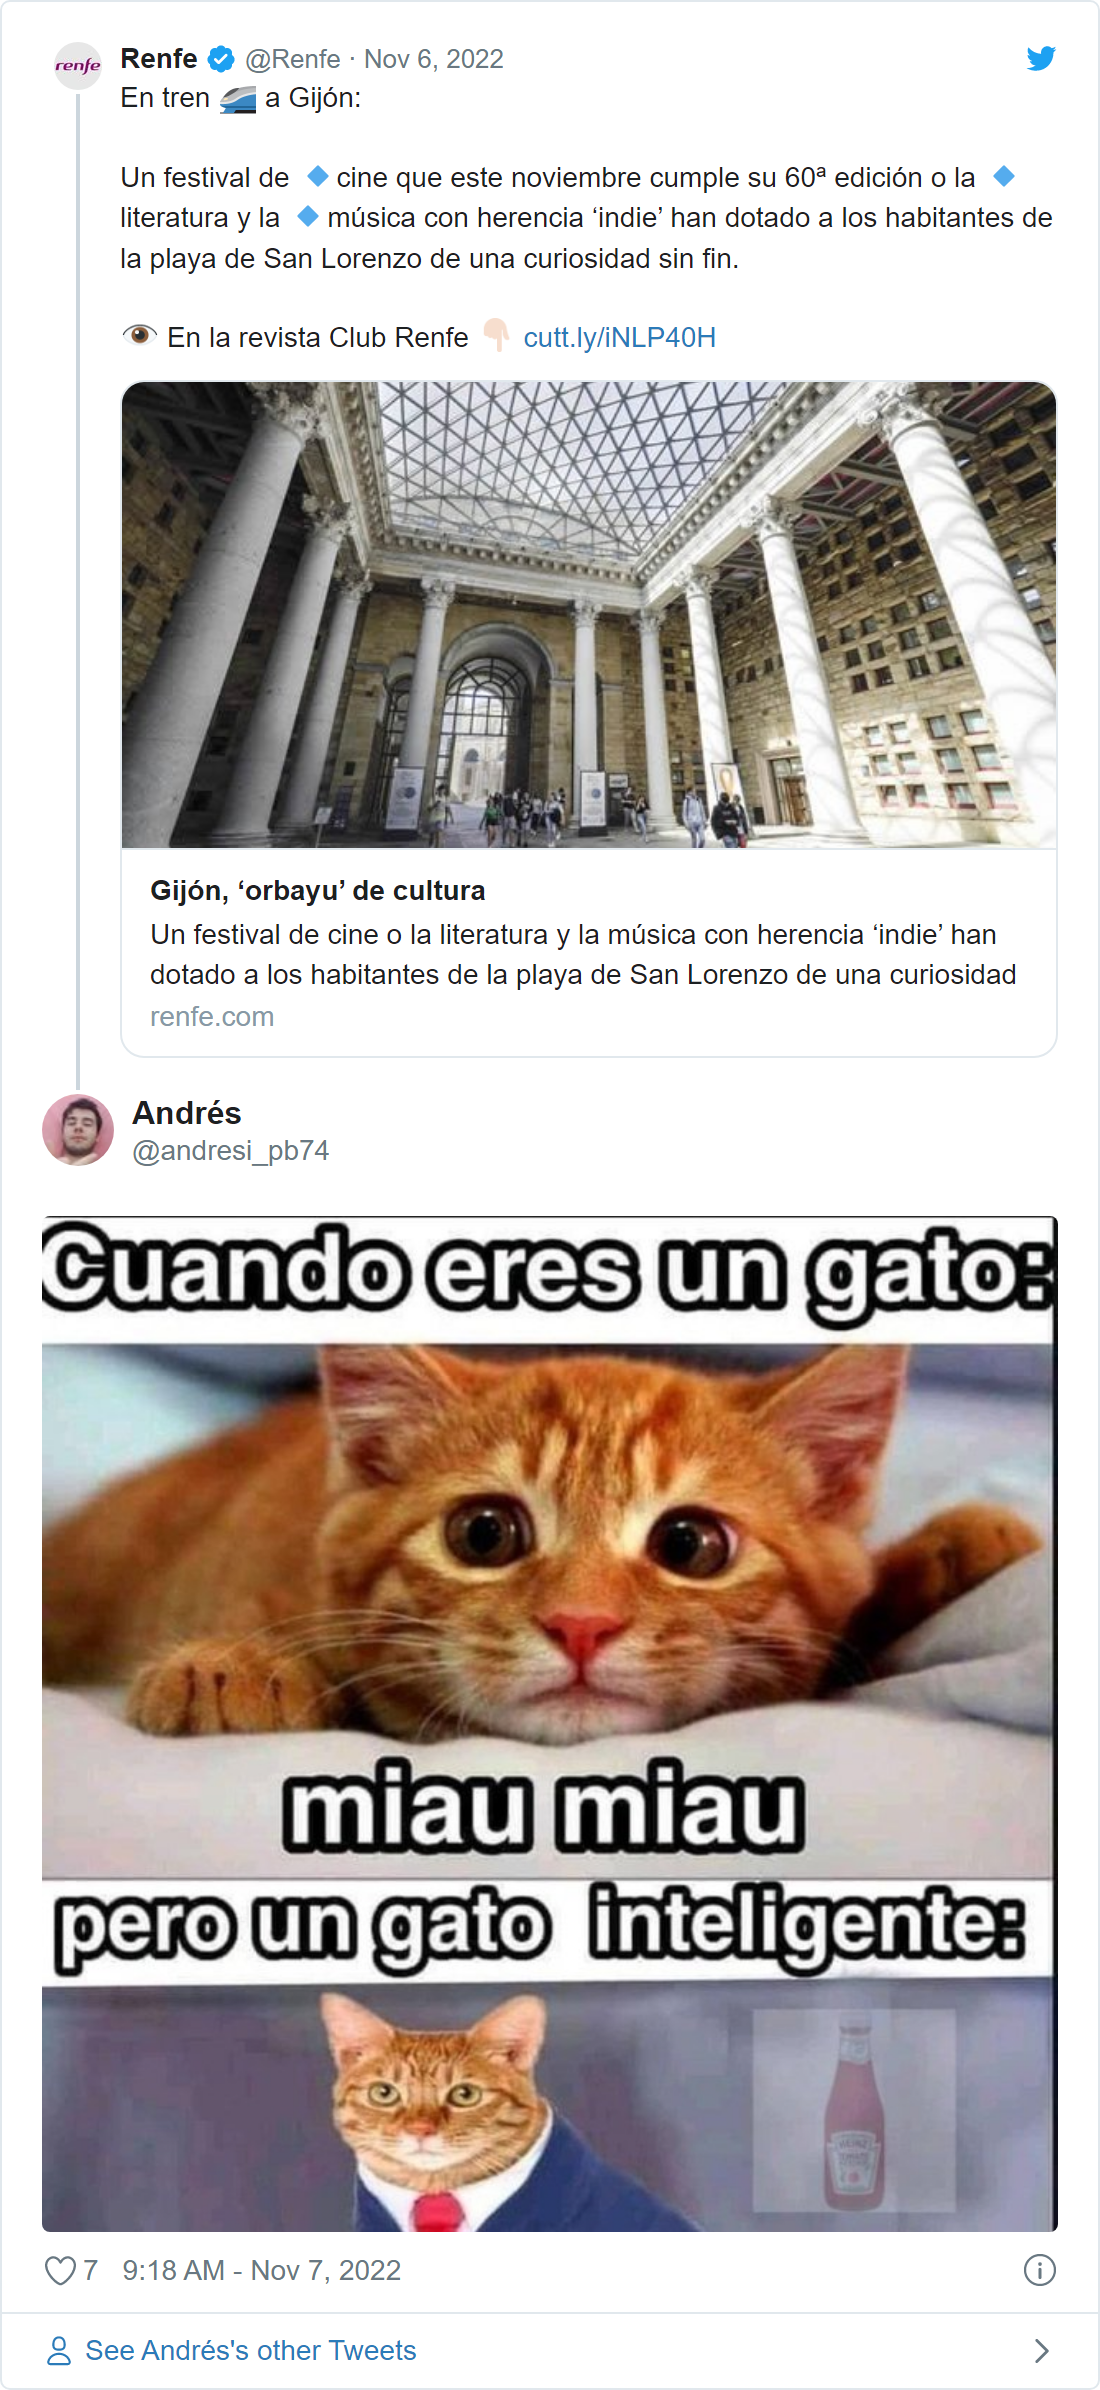 renfe
Renfe @Renfe · Nov 6, 2022
En tren a Gijón:
Un festival de cine que este noviembre cumple su 60ª edición o la
literatura y la música con herencia ‘indie’ han dotado a los habitantes de
la playa de San Lorenzo de una curiosidad sin fin.
En la revista Club Renfe cutt.ly/iNLP40H
Gijón, ‘orbayu’ de cultura
Un festival de cine o la literatura y la música con herencia ‘indie’ han
dotado a los habitantes de la playa de San Lorenzo de una curiosidad
renfe.com
Andrés
@andresi_pb74
Cuando eres un gato:
miau miau
pero un gato inteligente:
HEINZ
7 9:18 AM - Nov 7, 2022
See Andrés's other Tweets